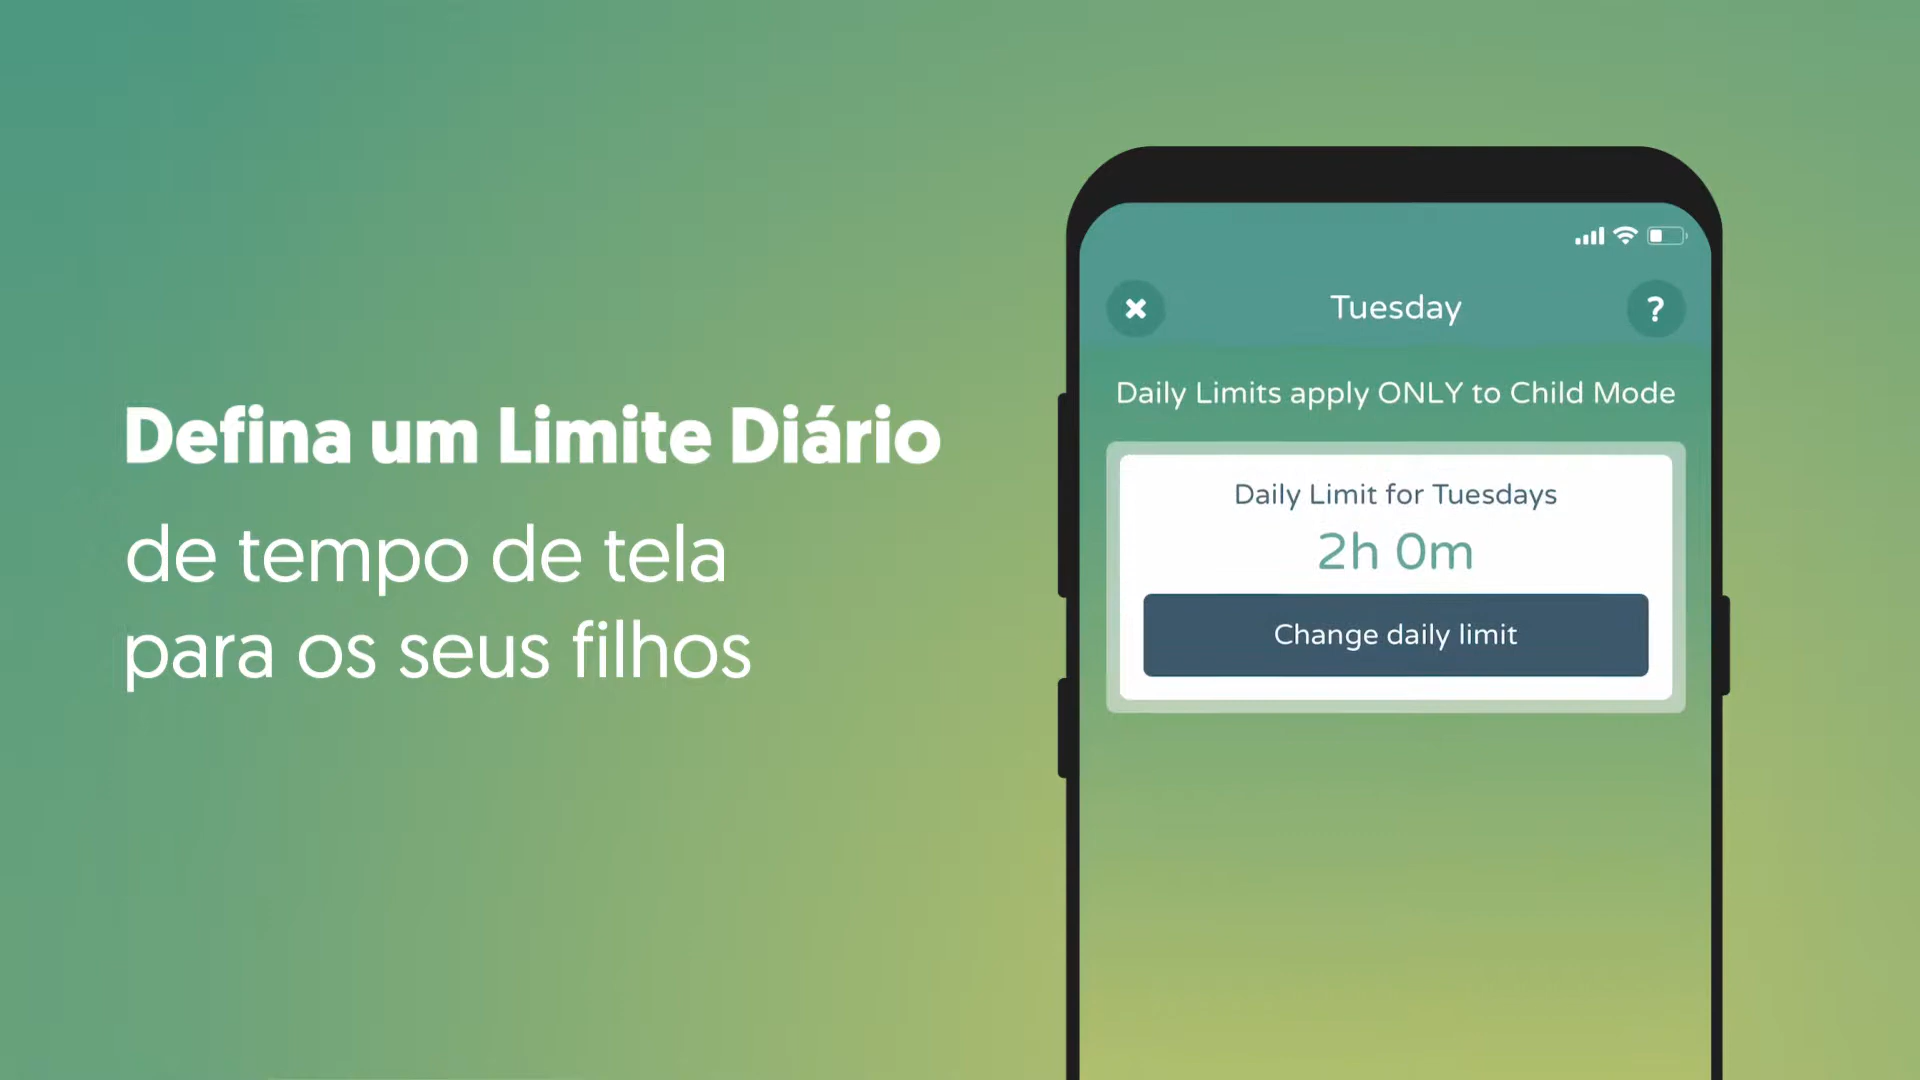 Defina um Limite Diário
de tempo de tela
para os seus filhos
Tuesday
?
Daily Limits apply ONLY to Child Mode
Daily Limit for Tuesdays
2h 0m
Change daily limit